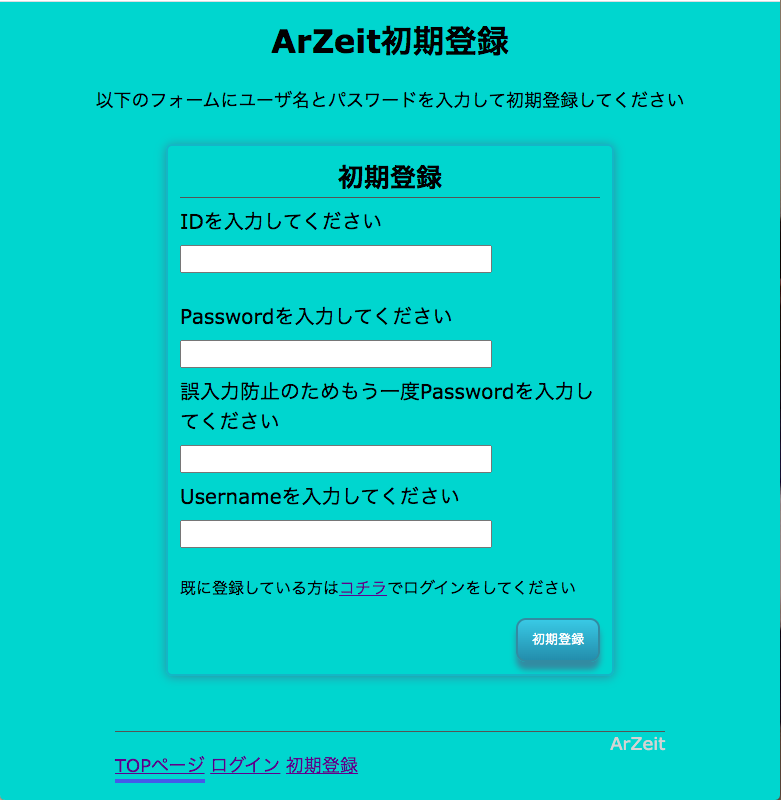 ArZeit初期登録
以下のフォームにユーザ名とパスワードを入力して初期登録してください
初期登録
IDを入力してください
Passwordを入力してください
誤入力防止のためもう一度Passwordを入力し
てください
Usernameを入力してください
既に登録している方はコチラでログインをしてください
初期登録
ArZeit
TOPページ ログイン 初期登録